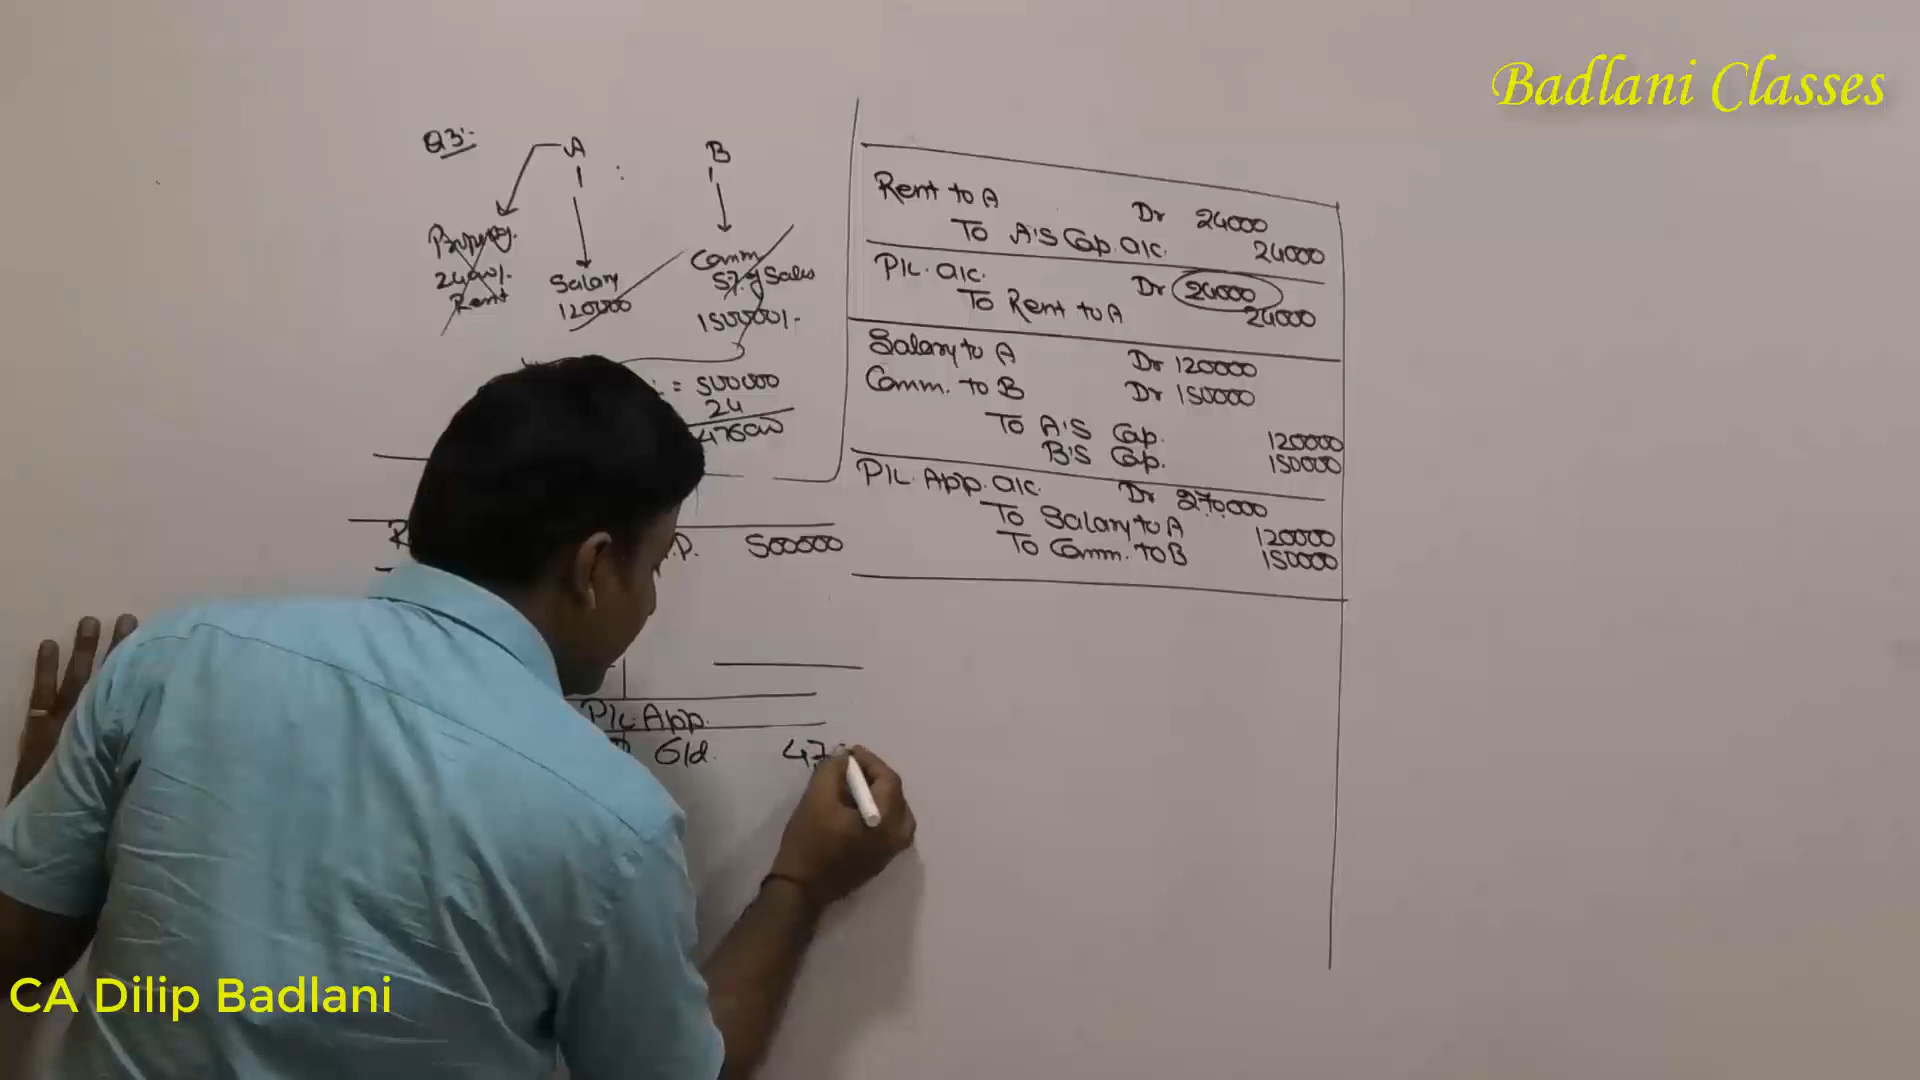 Badlani Classes
Q3:-
A
B
Property.
24000/-
Rent
Salary
120000
Comm
5% of Sales
150000/-
= 500000
24
476000
P. 500000
P/L App.
G/d. 47
Rent to A Dr 24000
To A's Cap. a/c. 24000
P/L. a/c. Dr 24000
To Rent to A 24000
Salary to A Dr 120000
Comm. to B Dr 150000
To A's Cap. 120000
B's Cap. 150000
P/L. App. a/c. Dr 270000
To Salary to A 120000
To Comm. to B 150000
CA Dilip Badlani